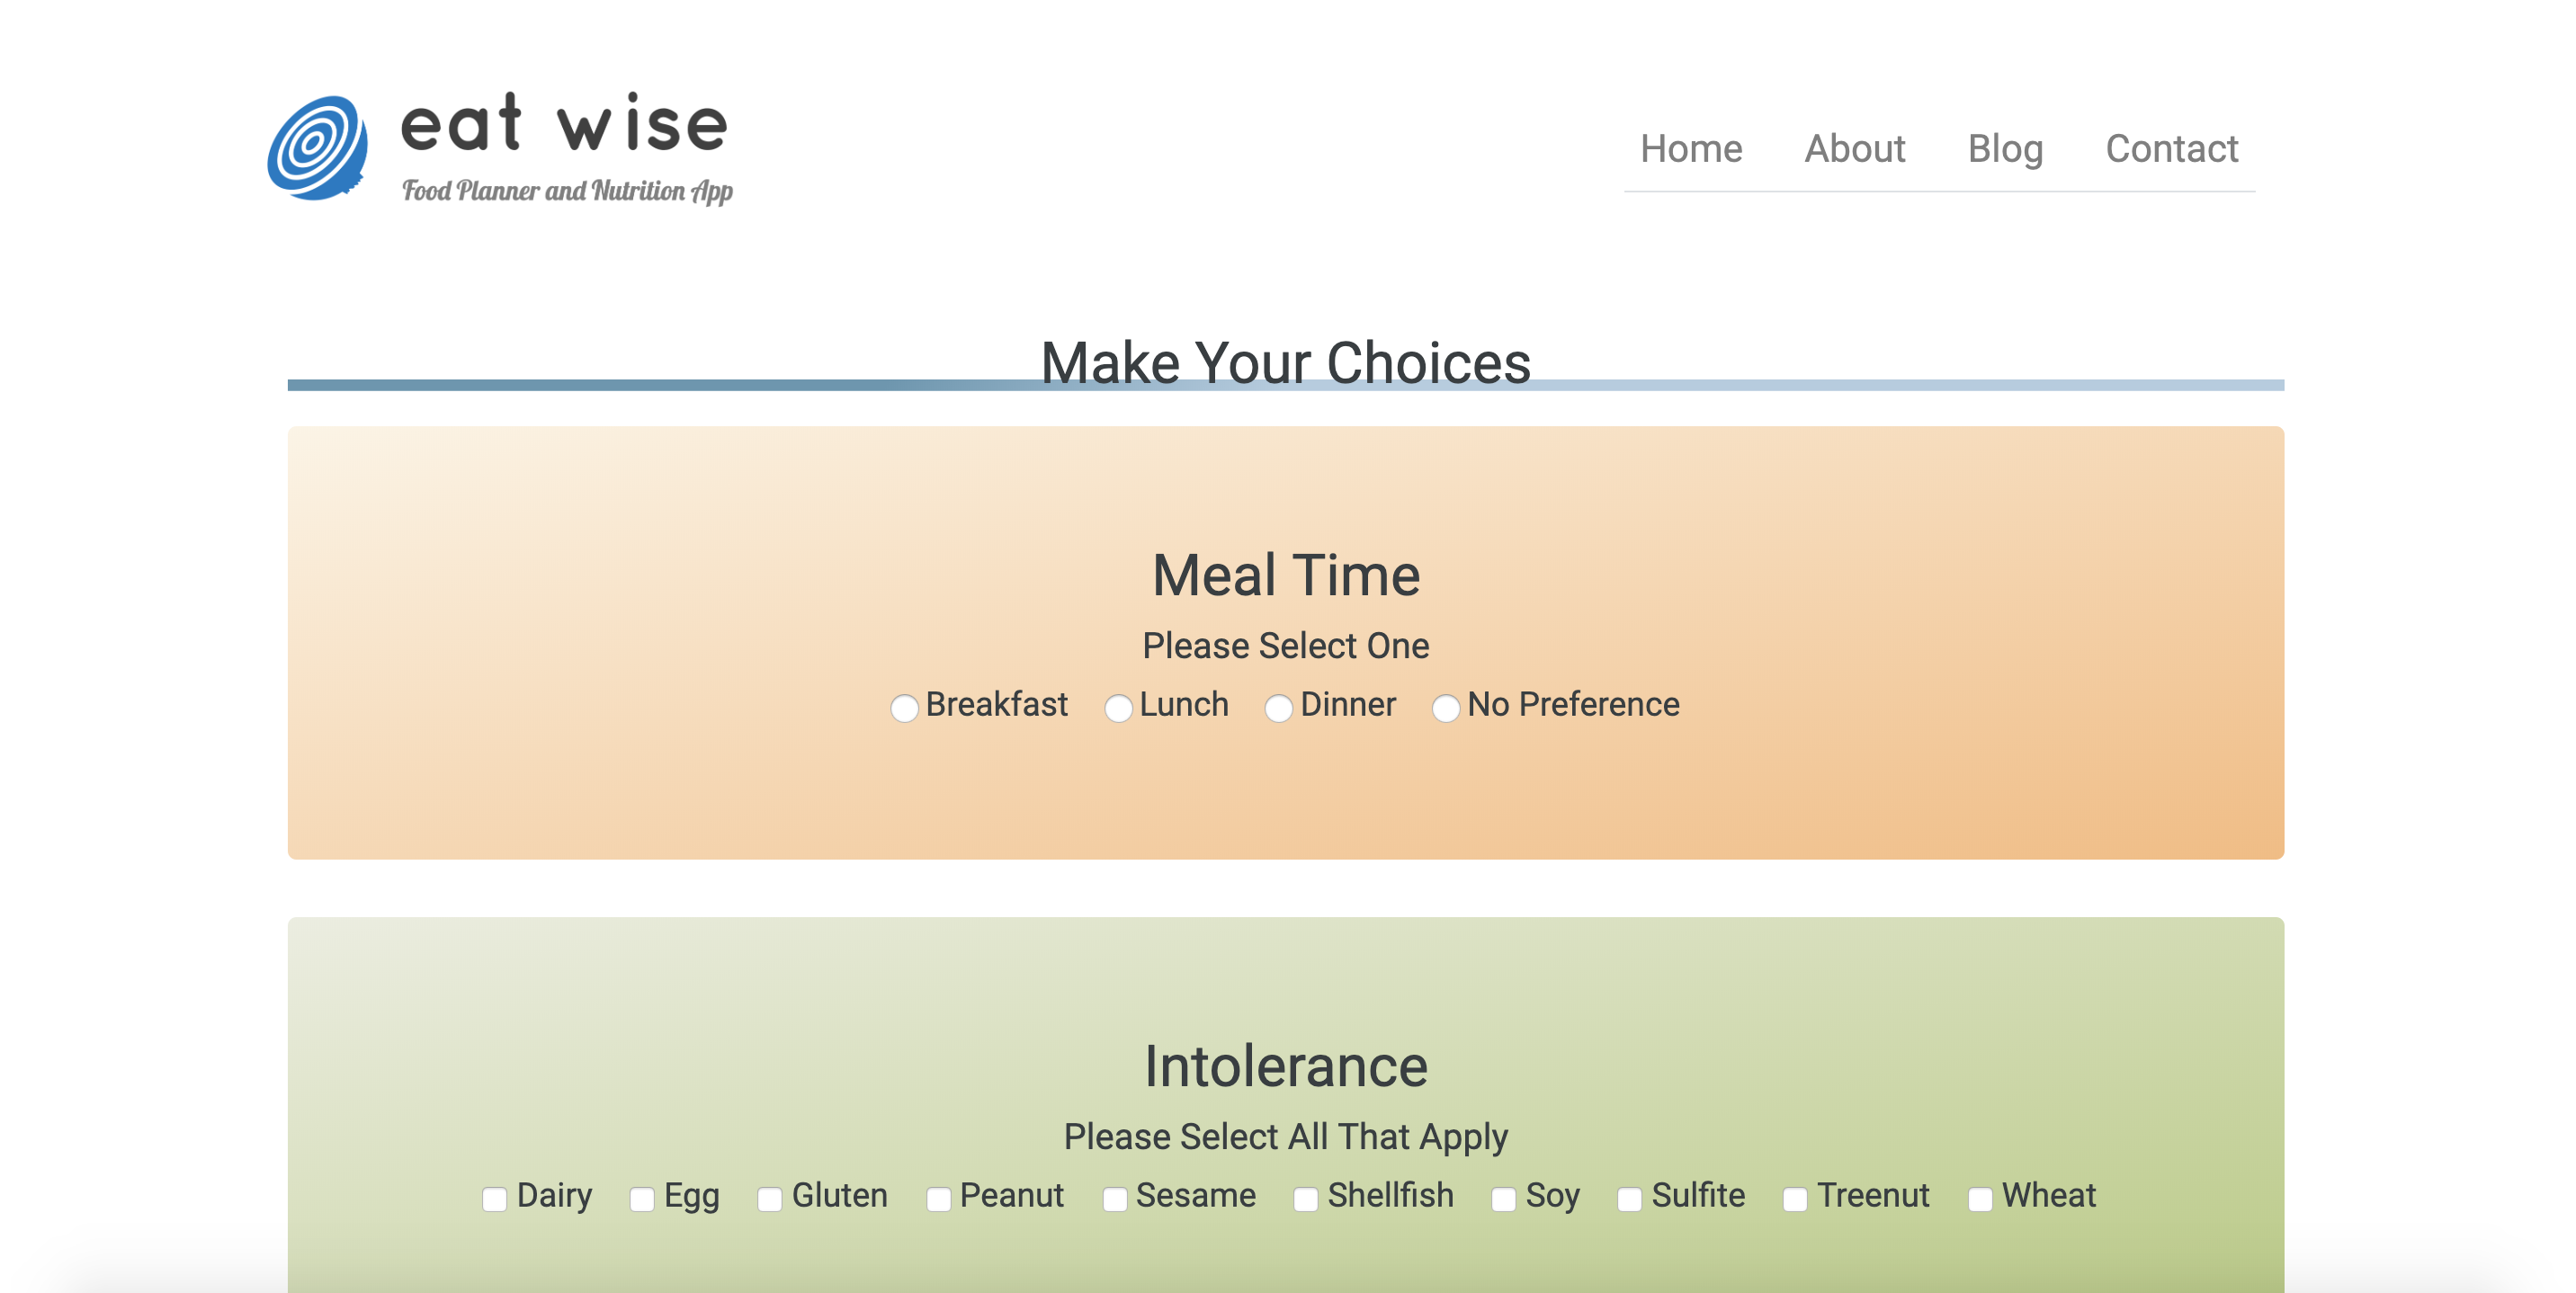 eat wise
Food Planner and Nutrition App
Home About Blog Contact
Make Your Choices
Meal Time
Please Select One
Breakfast Lunch Dinner No Preference
Intolerance
Please Select All That Apply
Dairy Egg Gluten Peanut Sesame Shellfish Soy Sulfite Treenut Wheat